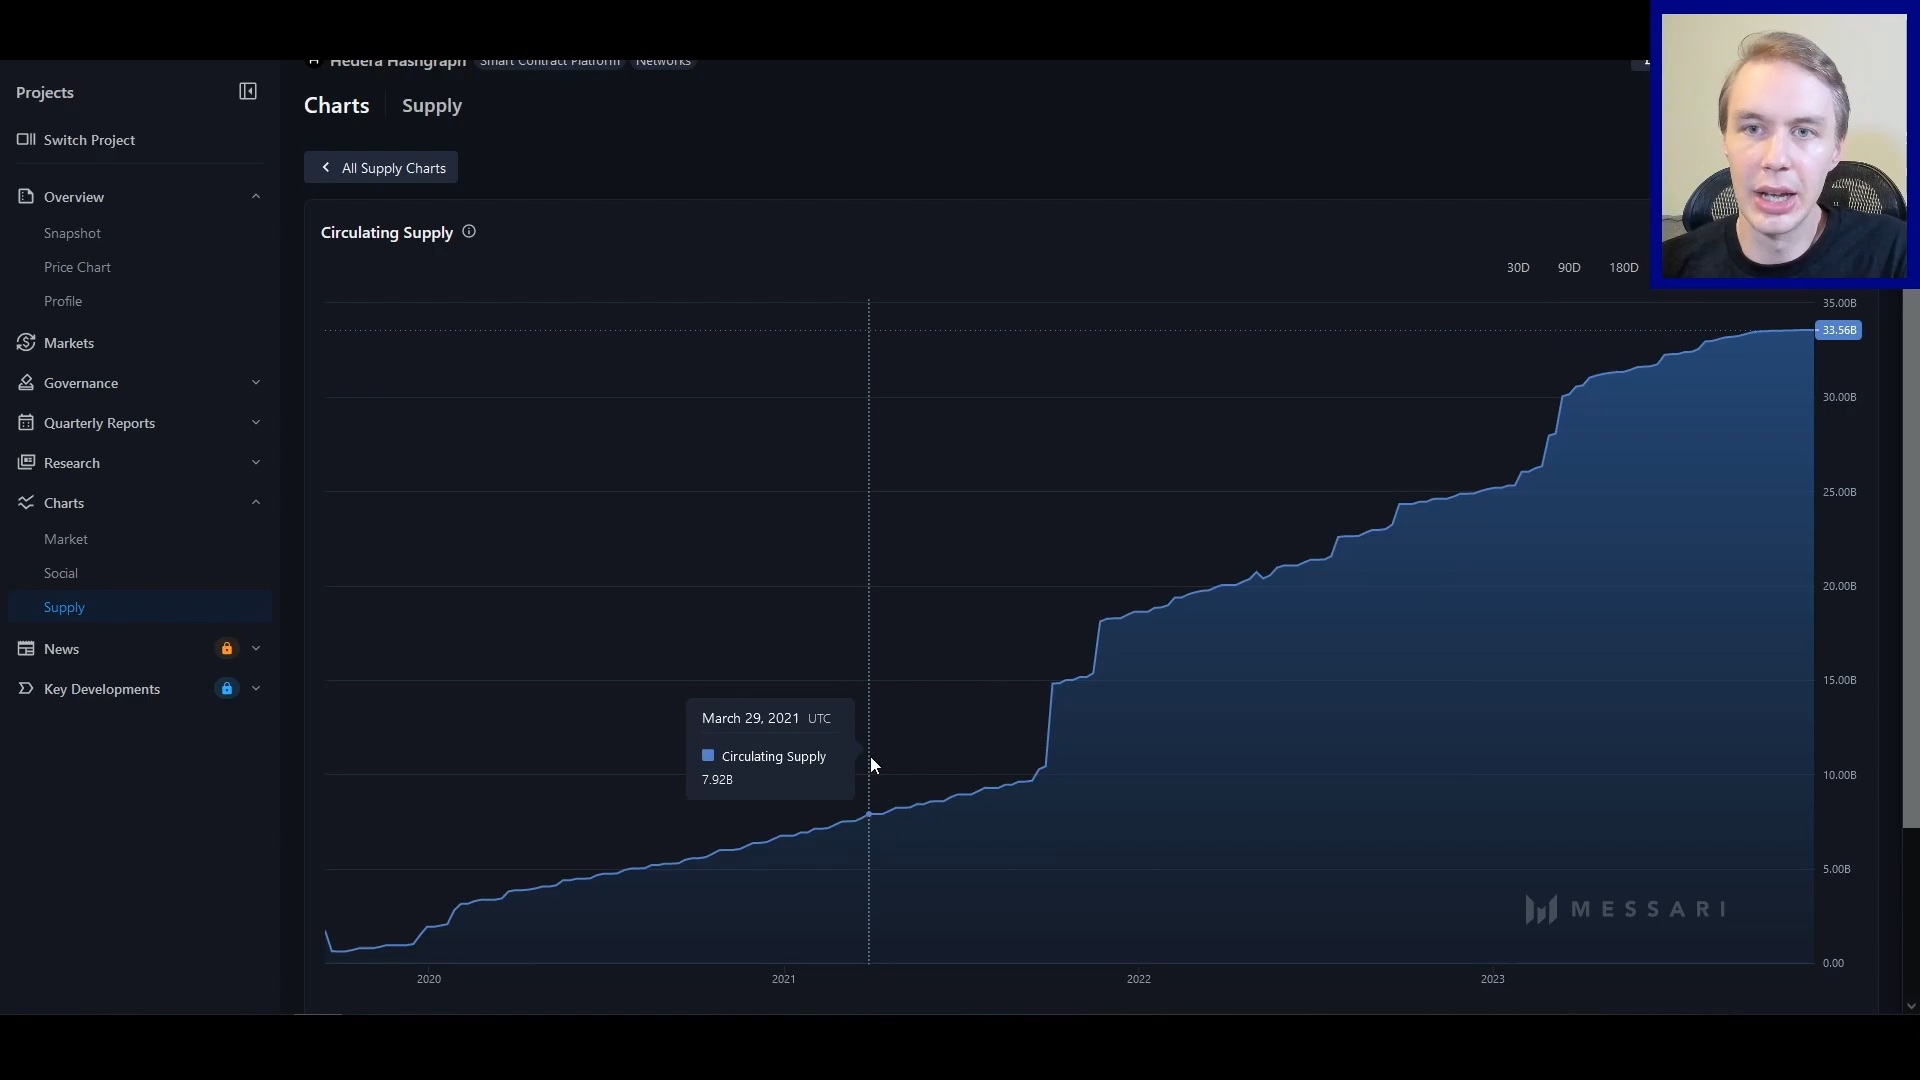 Hedera Hashgraph Smart Contract Platform Networks
Projects
Charts Supply
Switch Project
All Supply Charts
Overview
Snapshot
Price Chart
Profile
Markets
Governance
Quarterly Reports
Research
Charts
Market
Social
Supply
News
Key Developments
Circulating Supply
30D 90D 180D
35.00B
33.56B
30.00B
25.00B
20.00B
15.00B
10.00B
5.00B
0.00
March 29, 2021 UTC
Circulating Supply
7.92B
MESSARI
2020 2021 2022 2023